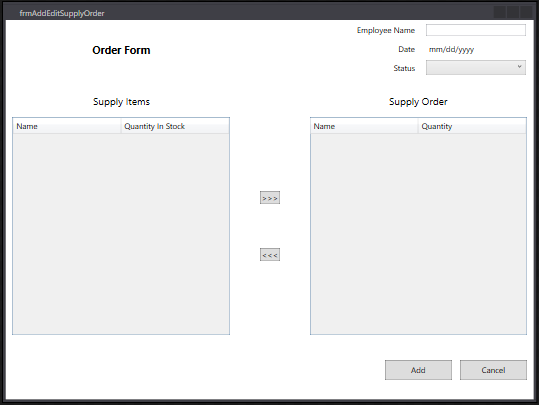 frmAddEditSupplyOrder
Employee Name
Order Form
Date mm/dd/yyyy
Status
Supply Items
Supply Order
Name Quantity In Stock
Name Quantity
>>>
<<<
Add Cancel